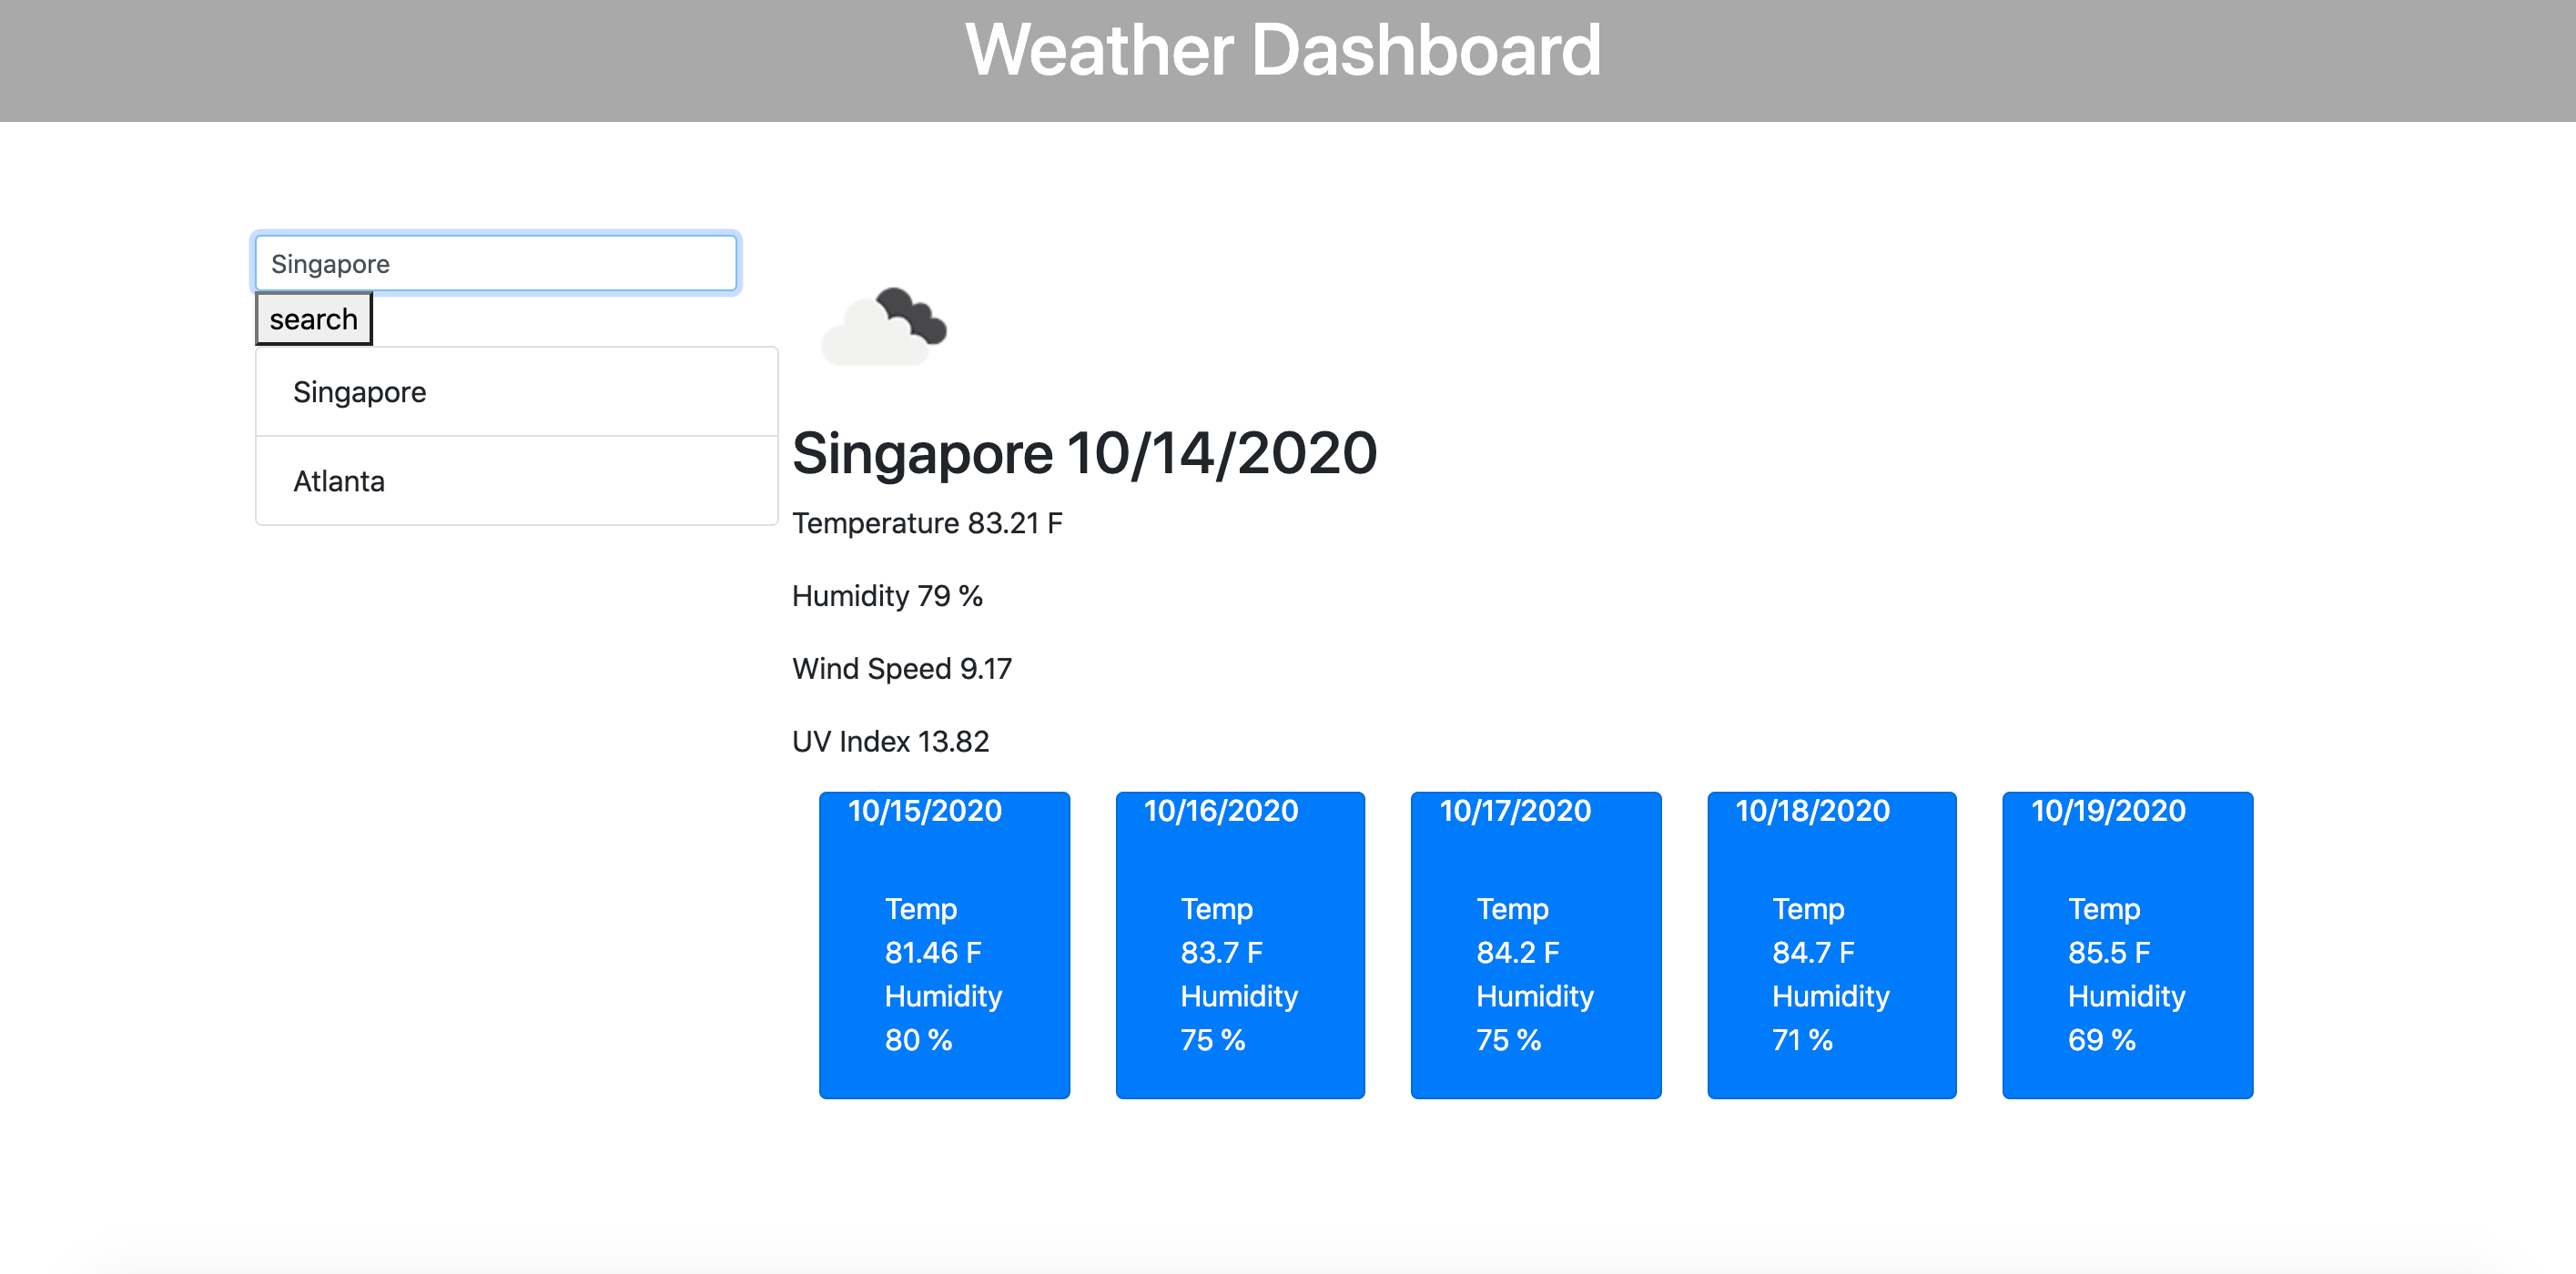 Weather Dashboard
Singapore
search
Singapore
Atlanta
Singapore 10/14/2020
Temperature 83.21 F
Humidity 79 %
Wind Speed 9.17
UV Index 13.82
10/15/2020
Temp
81.46 F
Humidity
80 %
10/16/2020
Temp
83.7 F
Humidity
75 %
10/17/2020
Temp
84.2 F
Humidity
75 %
10/18/2020
Temp
84.7 F
Humidity
71 %
10/19/2020
Temp
85.5 F
Humidity
69 %